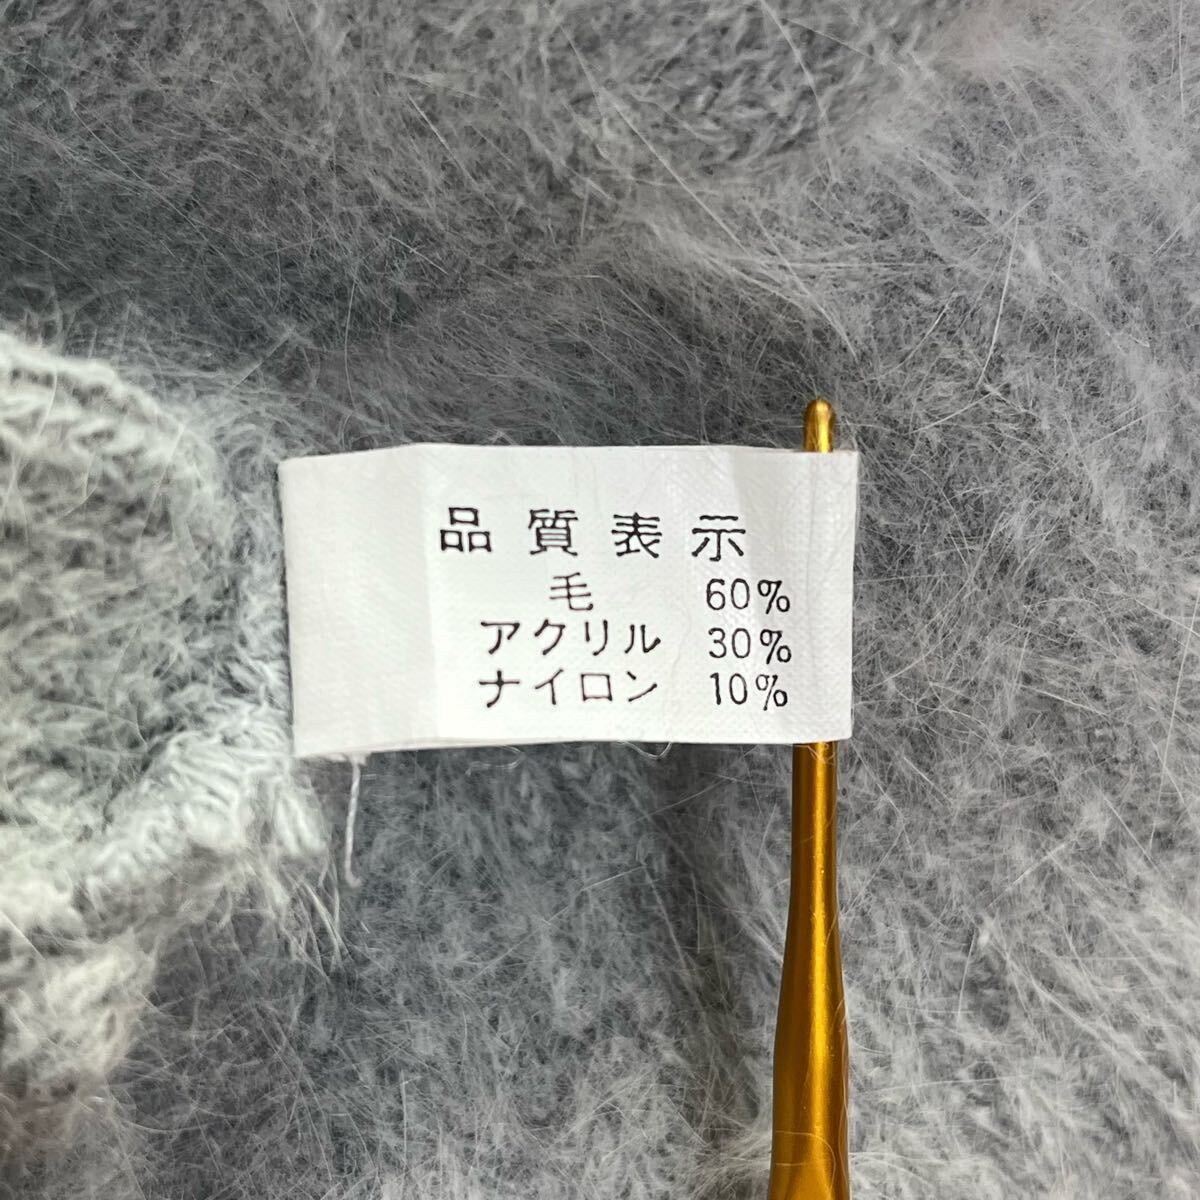 品質表示
毛 60%
アクリル 30%
ナイロン 10%